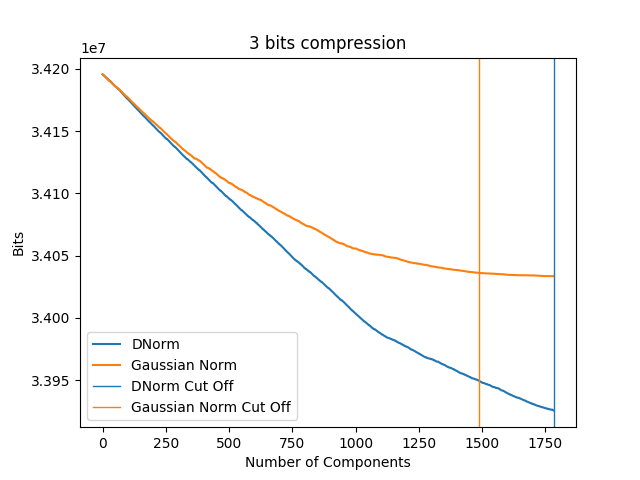 3 bits compression
1e7
3.420
3.415
3.410
3.405
3.400
3.395
Bits
DNorm
Gaussian Norm
DNorm Cut Off
Gaussian Norm Cut Off
0 250 500 750 1000 1250 1500 1750
Number of Components